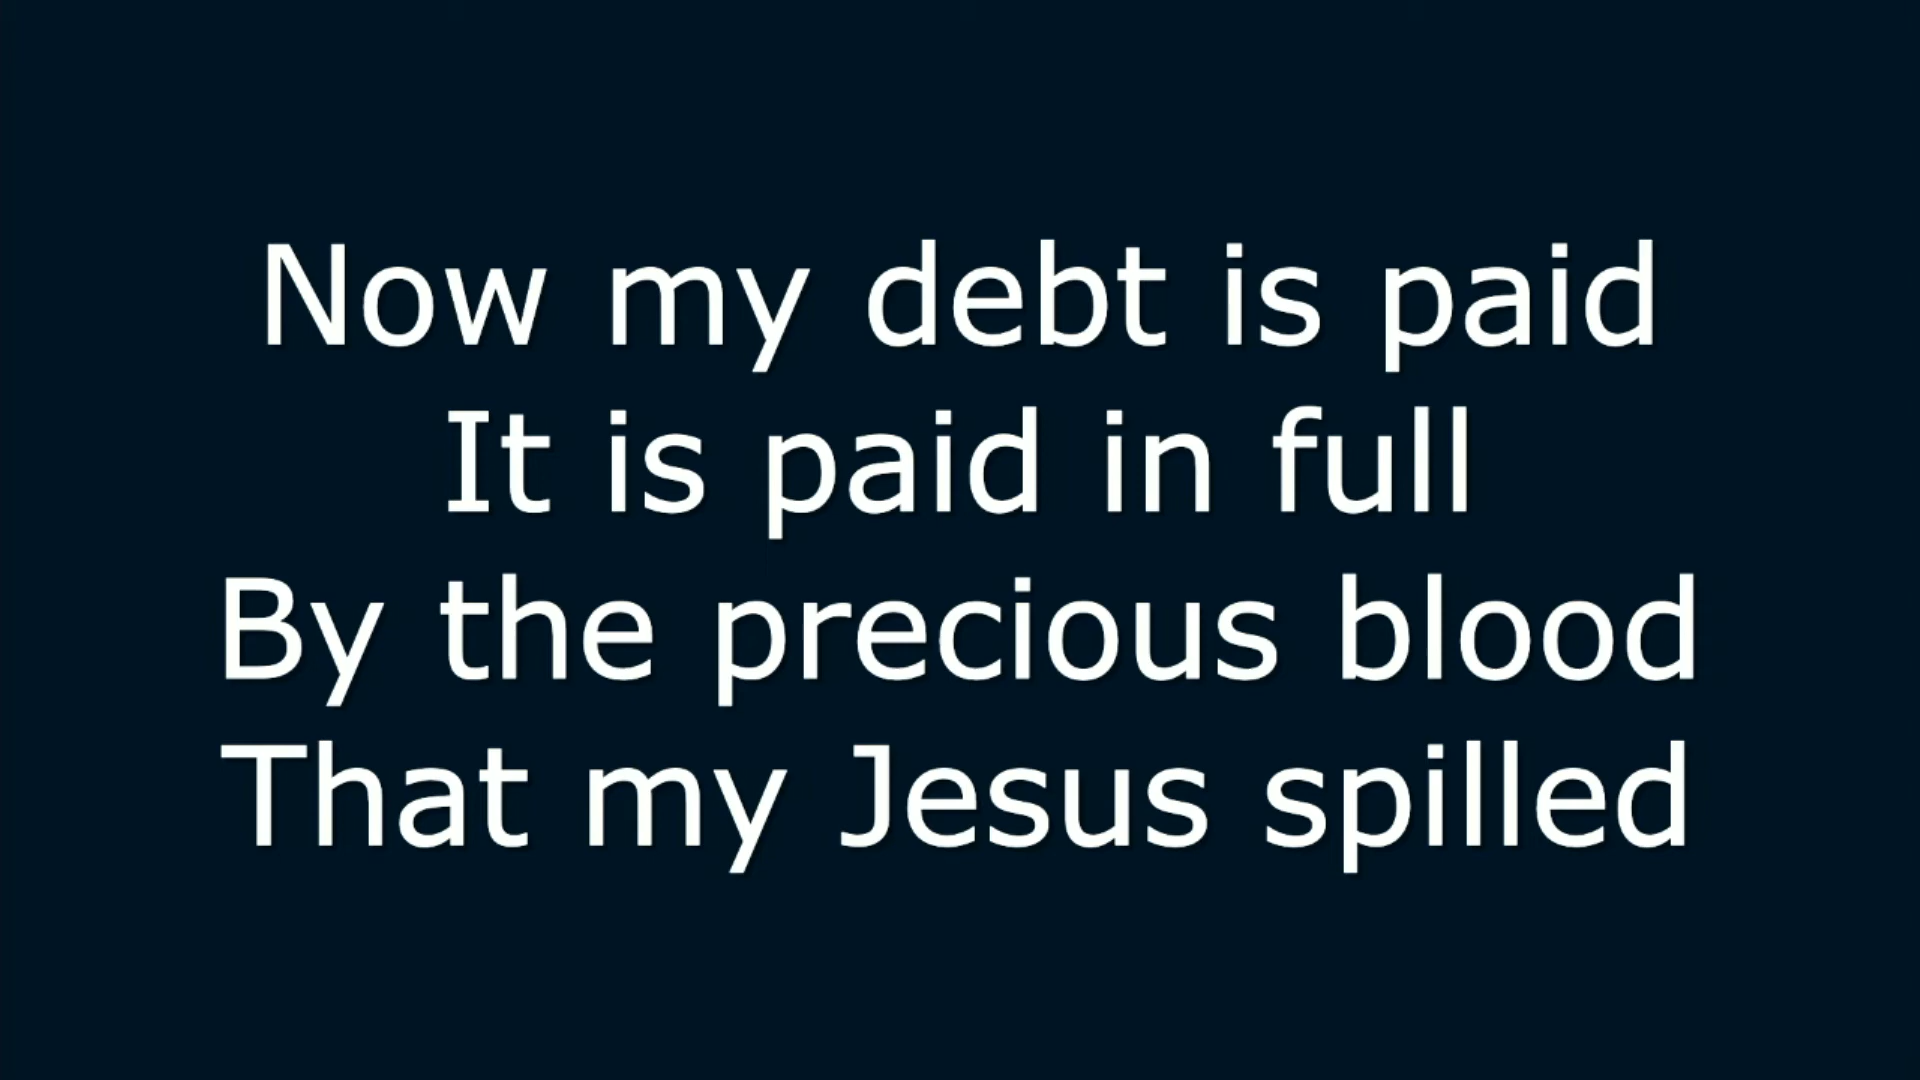 Now my debt is paid
It is paid in full
By the precious blood
That my Jesus spilled